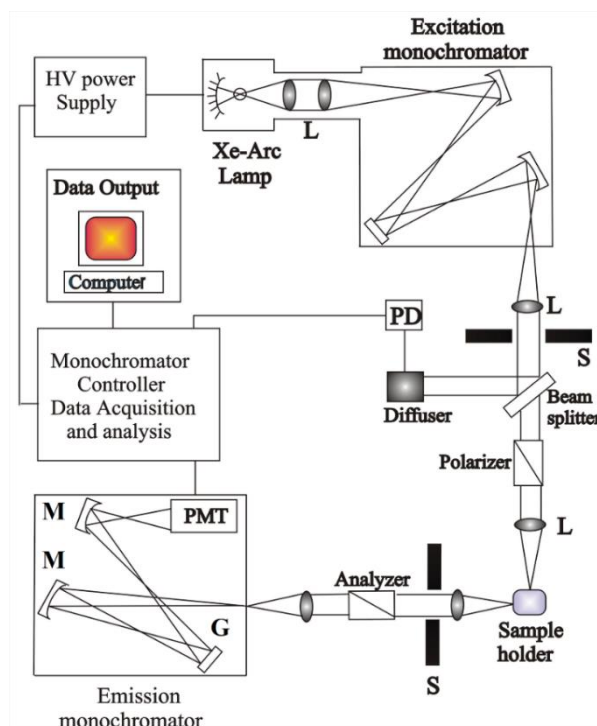 Excitation
monochromator
HV power
Supply
L
Xe-Arc
Lamp
Data Output
Computer
PD
L
S
Monochromator
Controller
Data Acquisition
and analysis
Diffuser
Beam
splitter
Polarizer
M
PMT
L
M
Analyzer
G
Sample
holder
S
Emission
monochromator